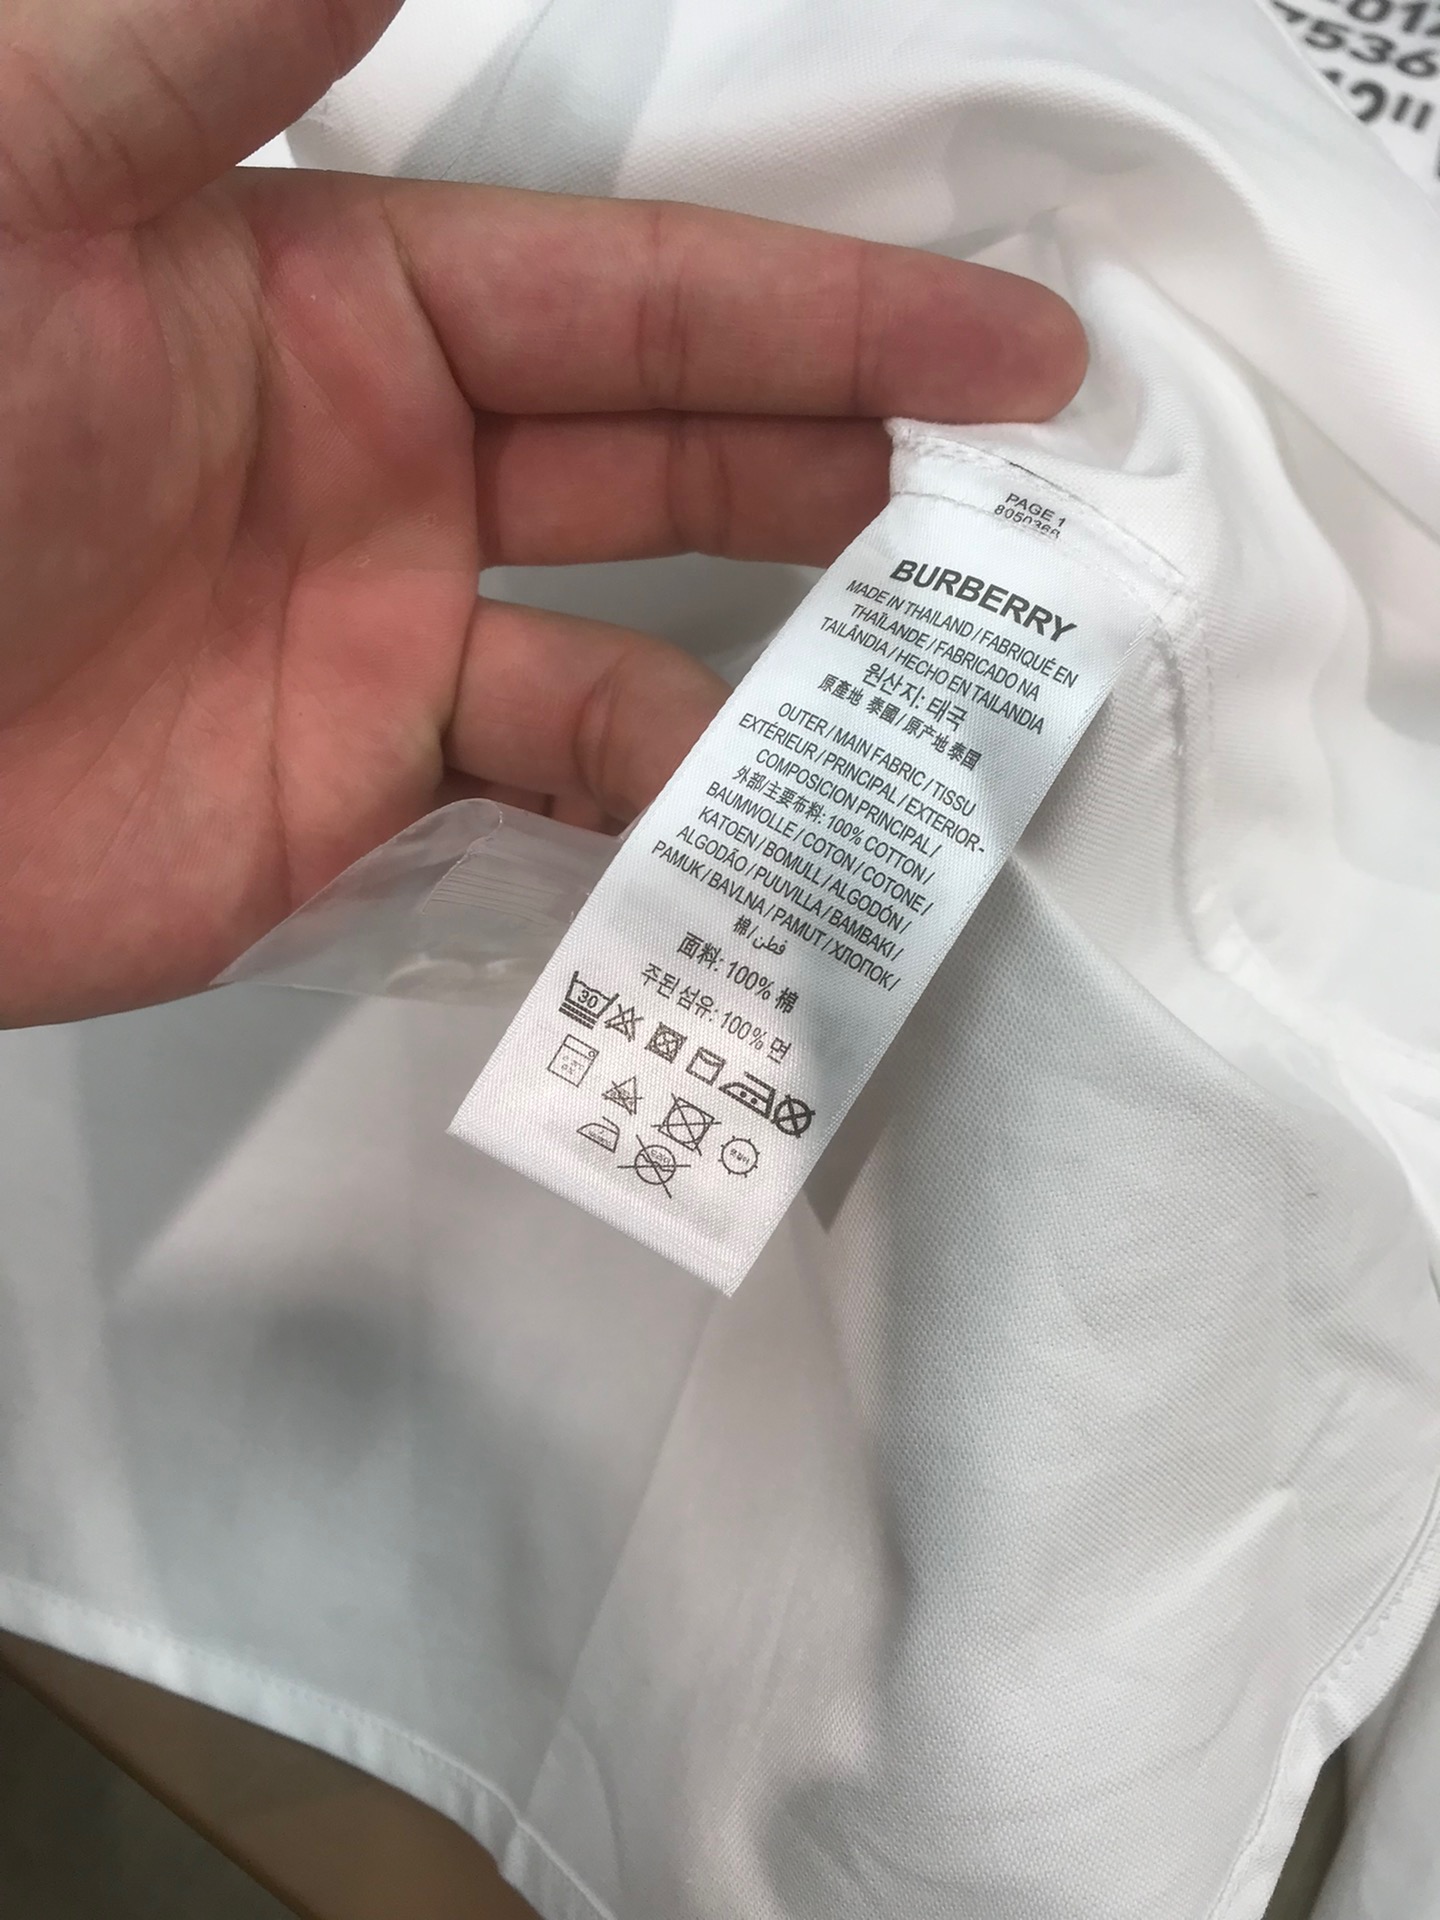 7536
PAGE 1
BURBERRY
MADE IN THAILAND / FABRIQUÉ EN
THAÏLANDE / FABRICADO NA
TAILÂNDIA / HECHO EN TAILANDIA
원산지: 태국
原產地 泰國 / 原产地 泰国
OUTER / MAIN FABRIC / TISSU
EXTÉRIEUR / PRINCIPAL / EXTERIOR-
COMPOSICION PRINCIPAL /
外部/主要布料: 100% COTTON /
BAUMWOLLE / COTON / COTONE /
KATOEN / BOMULL / ALGODÓN /
ALGODÃO / PUUVILLA / BAMBAKI /
PAMUK / BAVLNA / PAMUT / ХЛОПОК /
棉 / قطن
面料: 100% 棉
주된 섬유: 100% 면
30